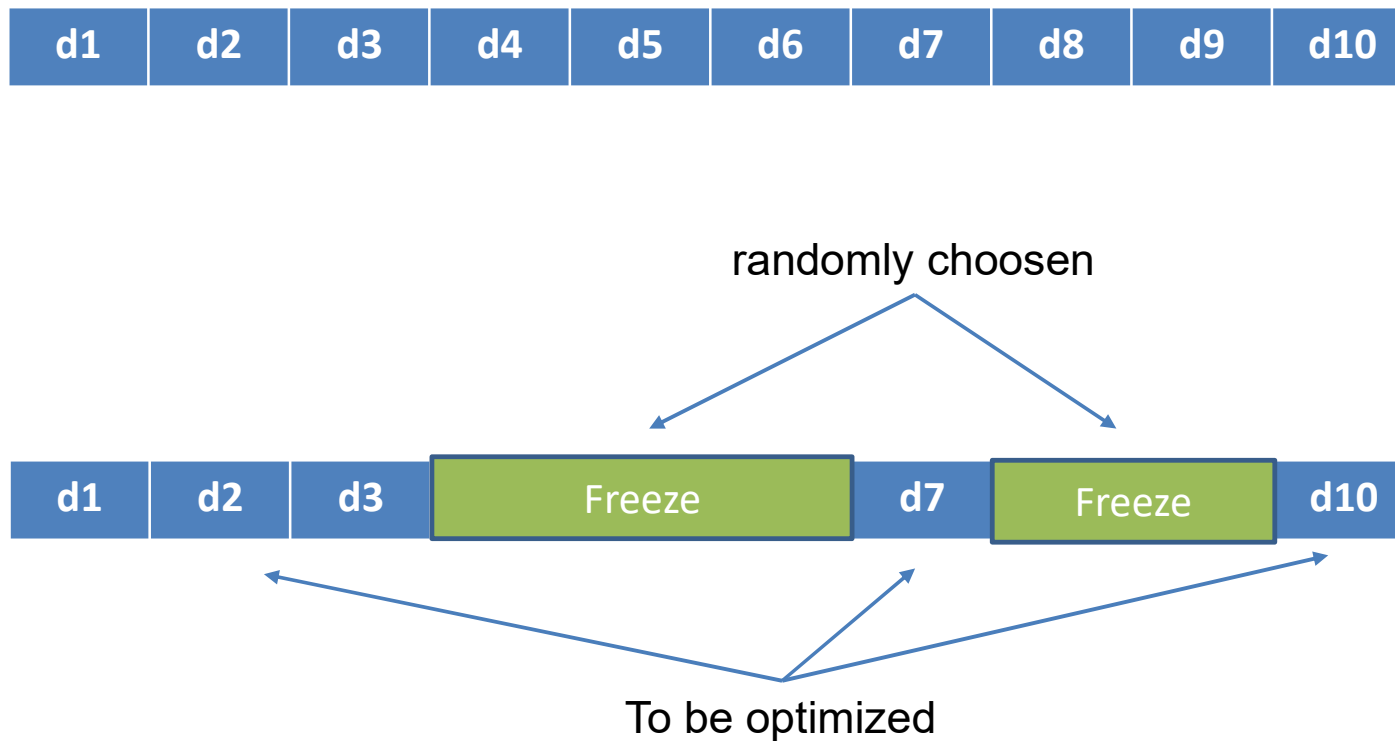 d1 d2 d3 d4 d5 d6 d7 d8 d9 d10
randomly choosen
d1 d2 d3 Freeze d7 Freeze d10
To be optimized